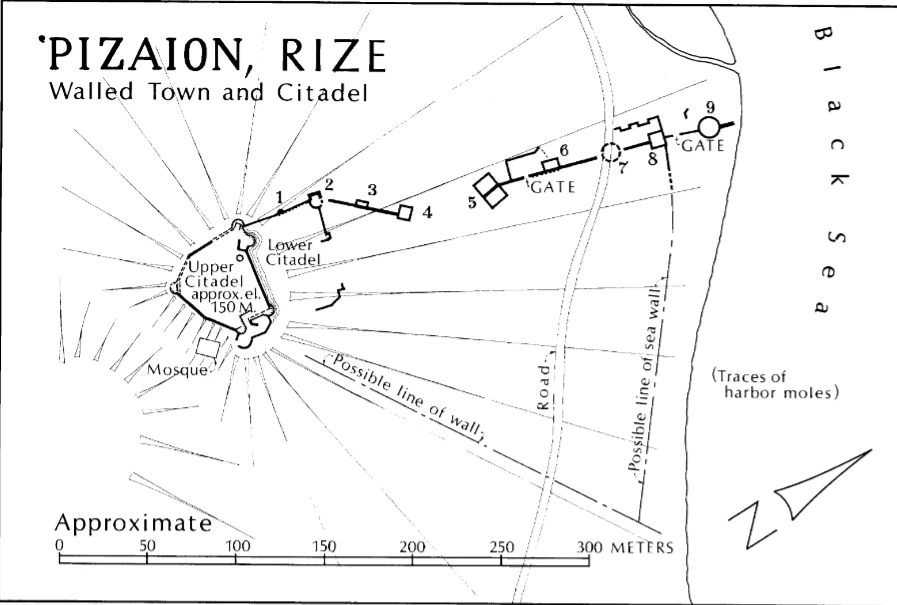 ‛PIZAION, RIZE
Walled Town and Citadel
Black Sea
1
2
3
4
5
6
7
8
9
GATE
GATE
Lower
Citadel
Upper
Citadel
approx. el.
150 M.
Mosque
Possible line of wall
Road
Possible line of sea wall
(Traces of
harbor moles)
N
Approximate
0 50 100 150 200 250 300 METERS